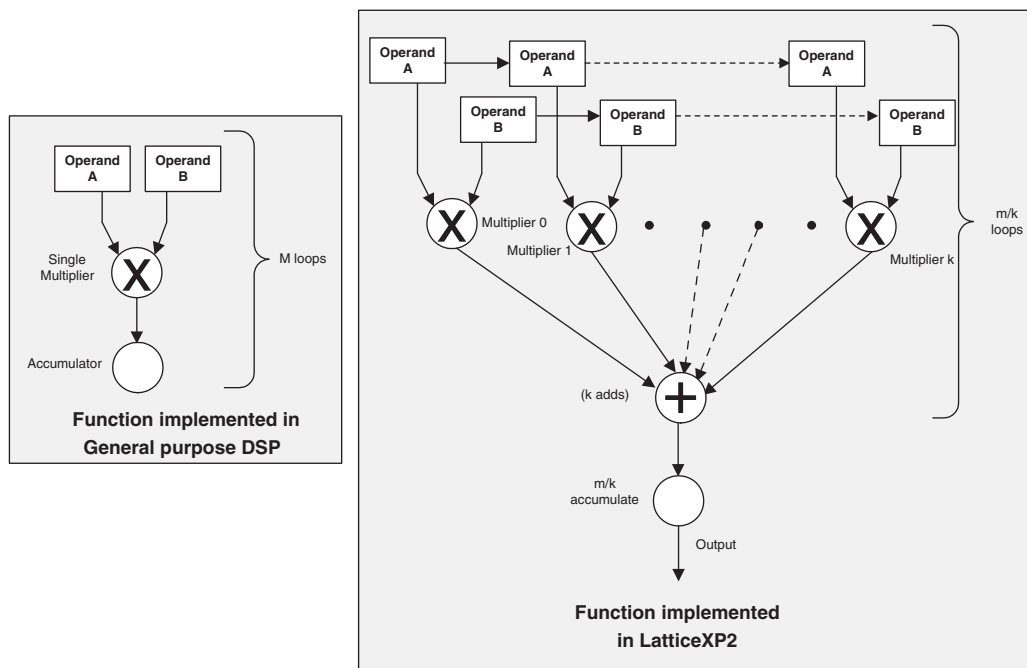 Operand
A
Operand
B
Single
Multiplier
X
Accumulator
M loops
Function implemented in
General purpose DSP
Operand
A
Operand
A
Operand
A
Operand
B
Operand
B
Operand
B
X
Multiplier 0
X
Multiplier 1
X
Multiplier k
m/k
loops
(k adds)
+
m/k
accumulate
Output
Function implemented
in LatticeXP2